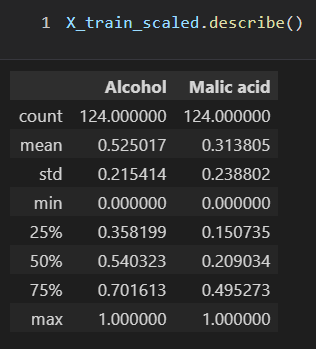 1 X_train_scaled.describe()
Alcohol Malic acid
count 124.000000 124.000000
mean 0.525017 0.313805
std 0.215414 0.238802
min 0.000000 0.000000
25% 0.358199 0.150735
50% 0.540323 0.209034
75% 0.701613 0.495273
max 1.000000 1.000000